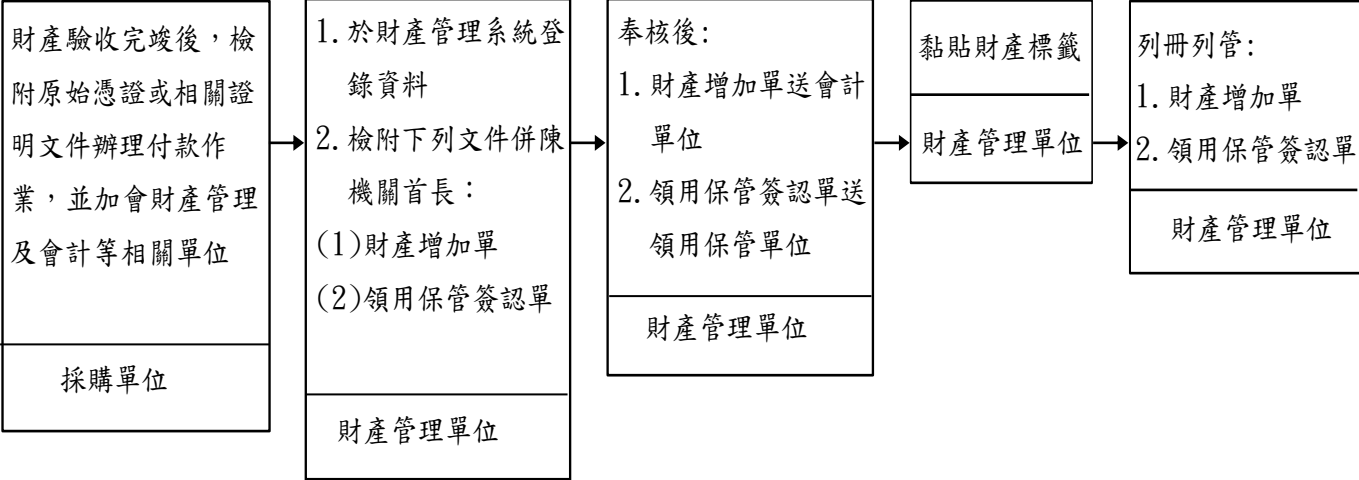 財產驗收完竣後，檢
附原始憑證或相關證
明文件辦理付款作
業，並加會財產管理
及會計等相關單位
採購單位
1.於財產管理系統登
錄資料
2.檢附下列文件併陳
機關首長：
(1)財產增加單
(2)領用保管簽認單
財產管理單位
奉核後：
1.財產增加單送會計
單位
2.領用保管簽認單送
領用保管單位
財產管理單位
黏貼財產標籤
財產管理單位
列冊列管：
1.財產增加單
2.領用保管簽認單
財產管理單位